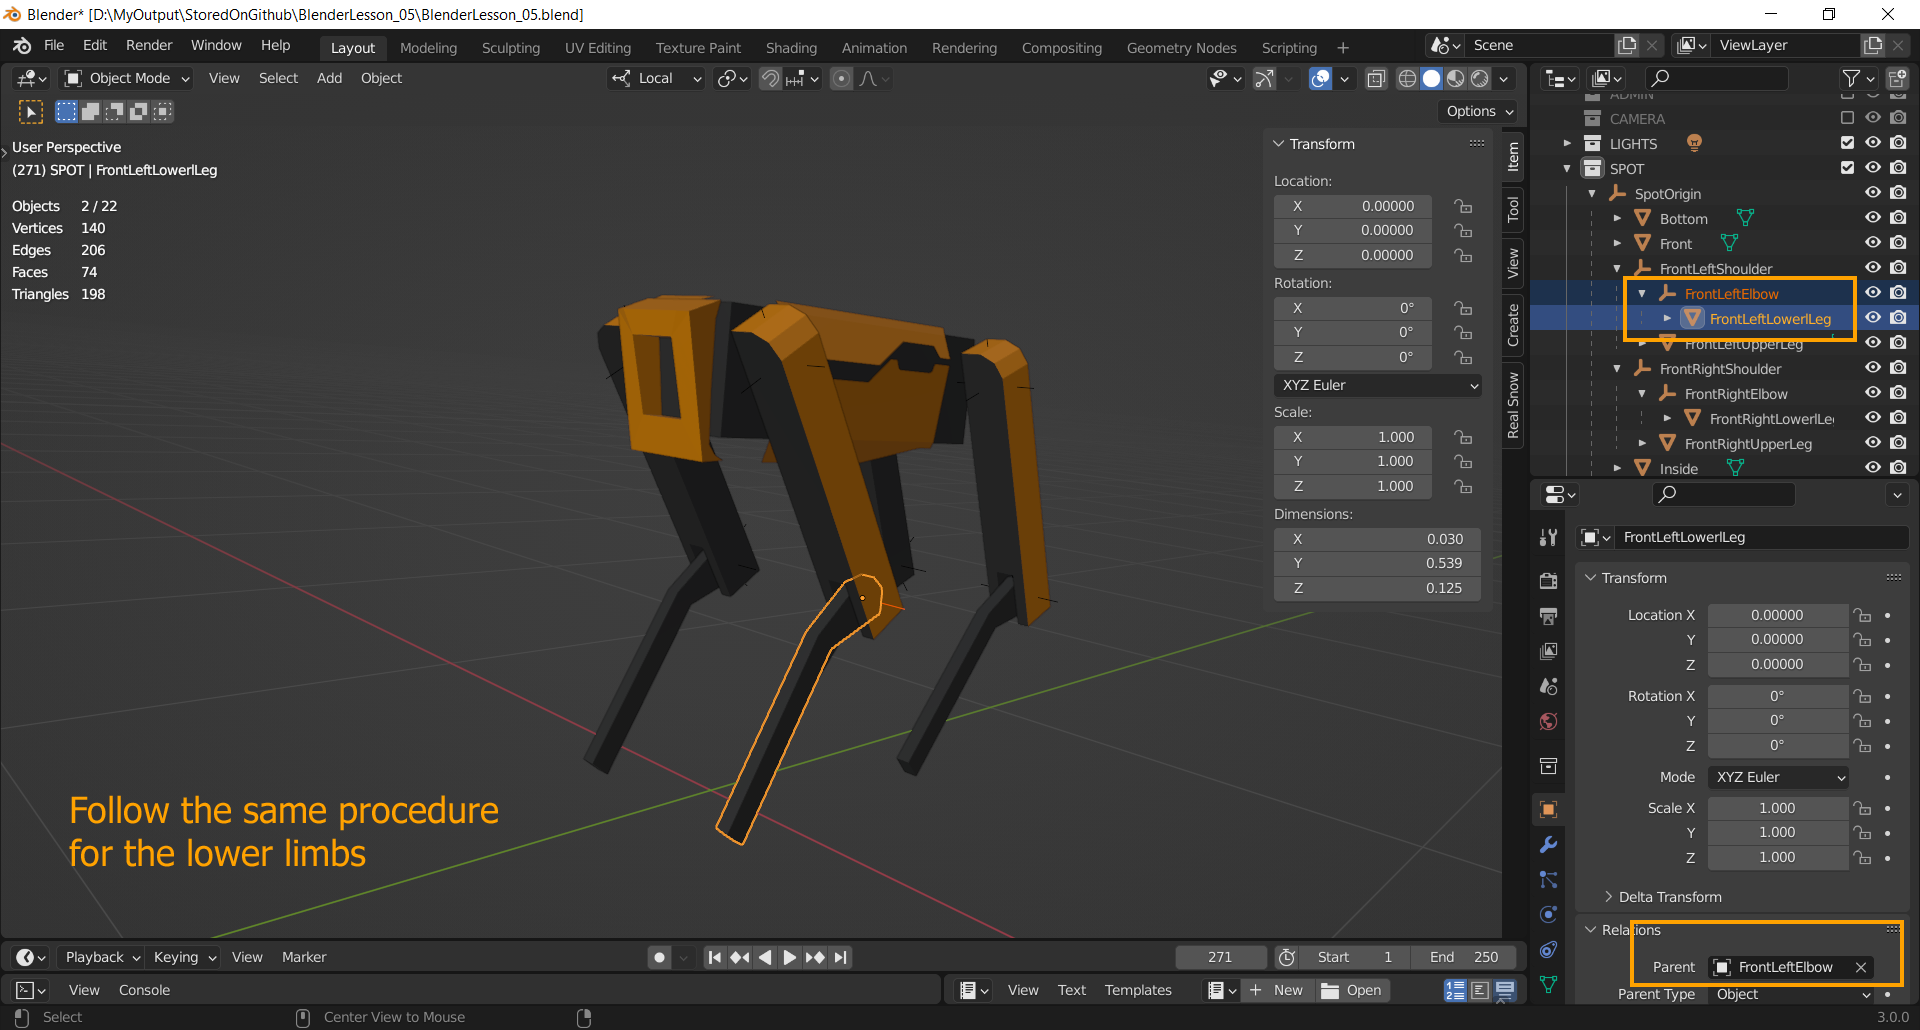 Blender* [D:\MyOutput\StoredOnGithub\BlenderLesson_05\BlenderLesson_05.blend]
File Edit Render Window Help
Layout Modeling Sculpting UV Editing Texture Paint Shading Animation Rendering Compositing Geometry Nodes Scripting +
Scene
ViewLayer
Object Mode View Select Add Object
Local
Options
User Perspective
(271) SPOT | FrontLeftLowerlLeg
Objects 2 / 22
Vertices 140
Edges 206
Faces 74
Triangles 198
Transform
Location:
X 0.00000
Y 0.00000
Z 0.00000
Rotation:
X 0°
Y 0°
Z 0°
XYZ Euler
Scale:
X 1.000
Y 1.000
Z 1.000
Dimensions:
X 0.030
Y 0.539
Z 0.125
Item
Tool
View
Create
Real Snow
ADMIN
CAMERA
LIGHTS
SPOT
SpotOrigin
Bottom
Front
FrontLeftShoulder
FrontLeftElbow
FrontLeftLowerlLeg
FrontLeftUpperLeg
FrontRightShoulder
FrontRightElbow
FrontRightLowerlLe
FrontRightUpperLeg
Inside
FrontLeftLowerlLeg
Transform
Location X 0.00000
Y 0.00000
Z 0.00000
Rotation X 0°
Y 0°
Z 0°
Mode XYZ Euler
Scale X 1.000
Y 1.000
Z 1.000
Delta Transform
Relations
Parent FrontLeftElbow
Parent Type Object
Follow the same procedure
for the lower limbs
Playback Keying View Marker
271 Start 1 End 250
View Console
View Text Templates + New Open
Select Center View to Mouse
3.0.0